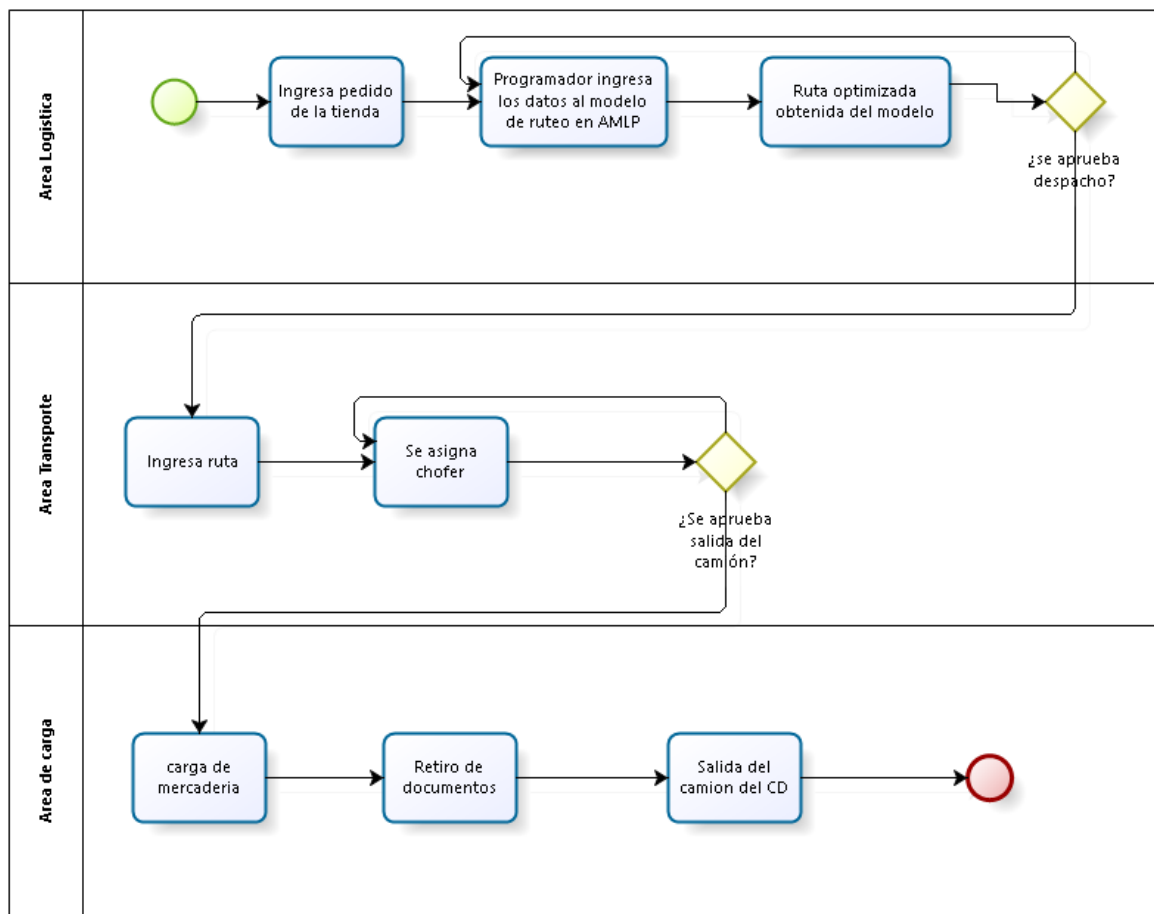 Area Logistica
Ingresa pedido
de la tienda
Programador ingresa
los datos al modelo
de ruteo en AMLP
Ruta optimizada
obtenida del modelo
¿se aprueba
despacho?
Area Transporte
Ingresa ruta
Se asigna
chofer
¿Se aprueba
salida del
camión?
Area de carga
carga de
mercaderia
Retiro de
documentos
Salida del
camion del CD